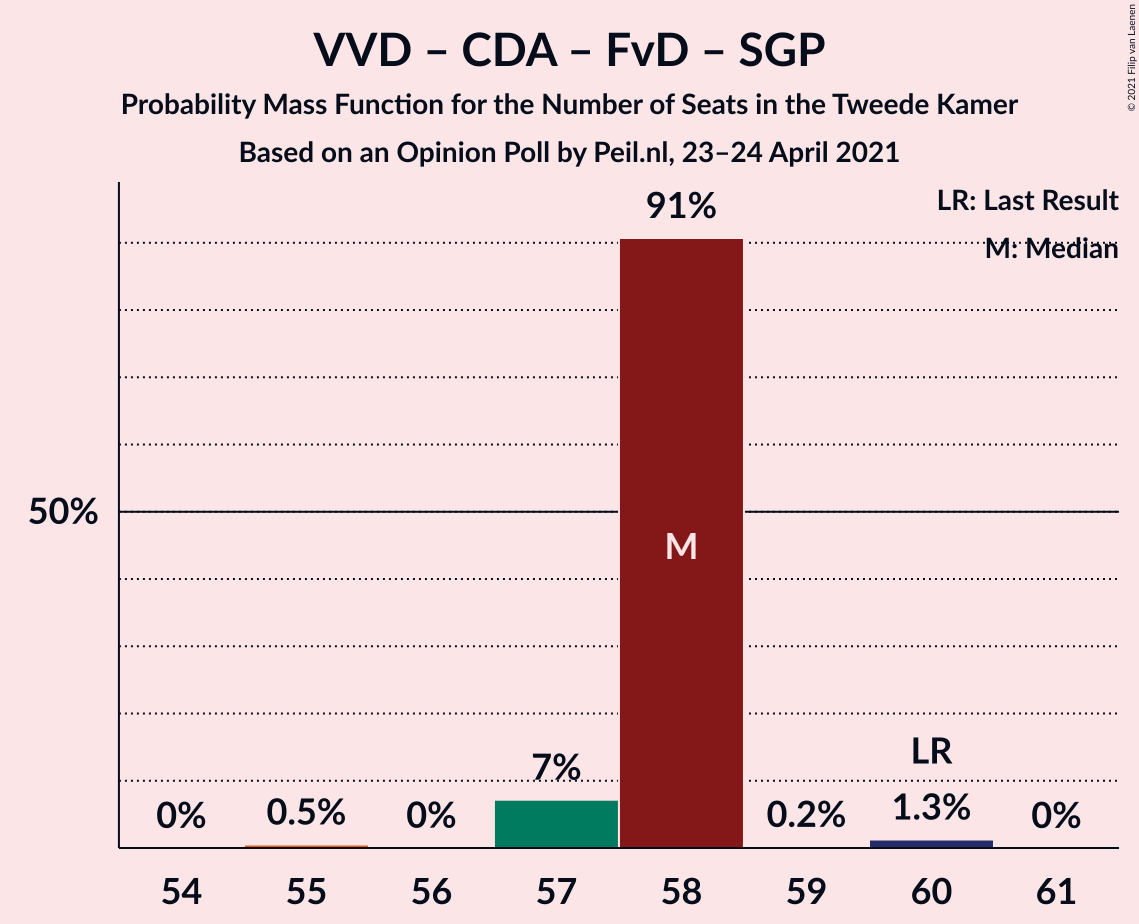 VVD – CDA – FvD – SGP
Probability Mass Function for the Number of Seats in the Tweede Kamer
Based on an Opinion Poll by Peil.nl, 23–24 April 2021
© 2021 Filip van Laenen
LR: Last Result
M: Median
91%
50%
M
LR
7%
0% 0.5% 0% 0.2% 1.3% 0%
54 55 56 57 58 59 60 61